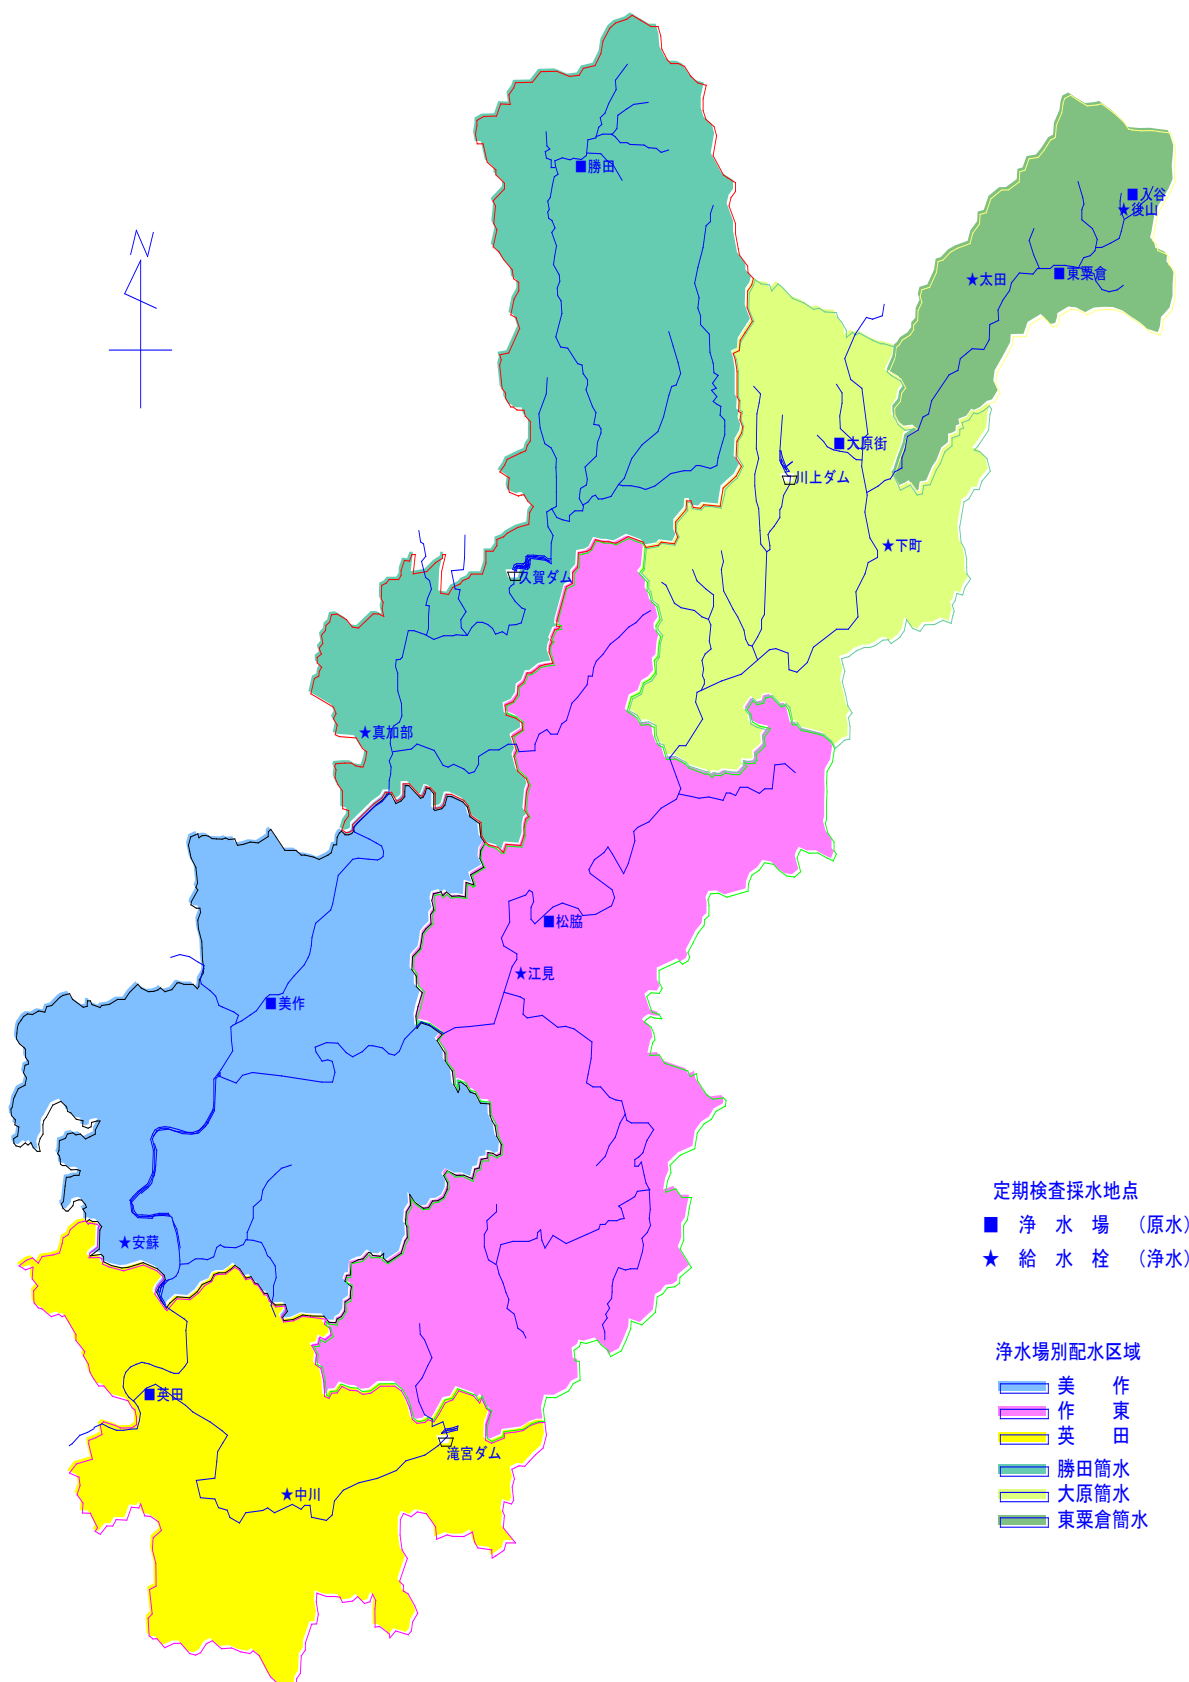 勝田
■入谷
★後山
N
★太田
■東粟倉
■大原街
川上ダム
★下町
久賀ダム
★真加部
■松脇
★江見
■美作
定期検査採水地点
■ 浄 水 場 （原水）
★ 給 水 栓 （浄水）
★安蘇
浄水場別配水区域
美 作
■英田
作 東
英 田
滝宮ダム
勝田簡水
★中川
大原簡水
東粟倉簡水